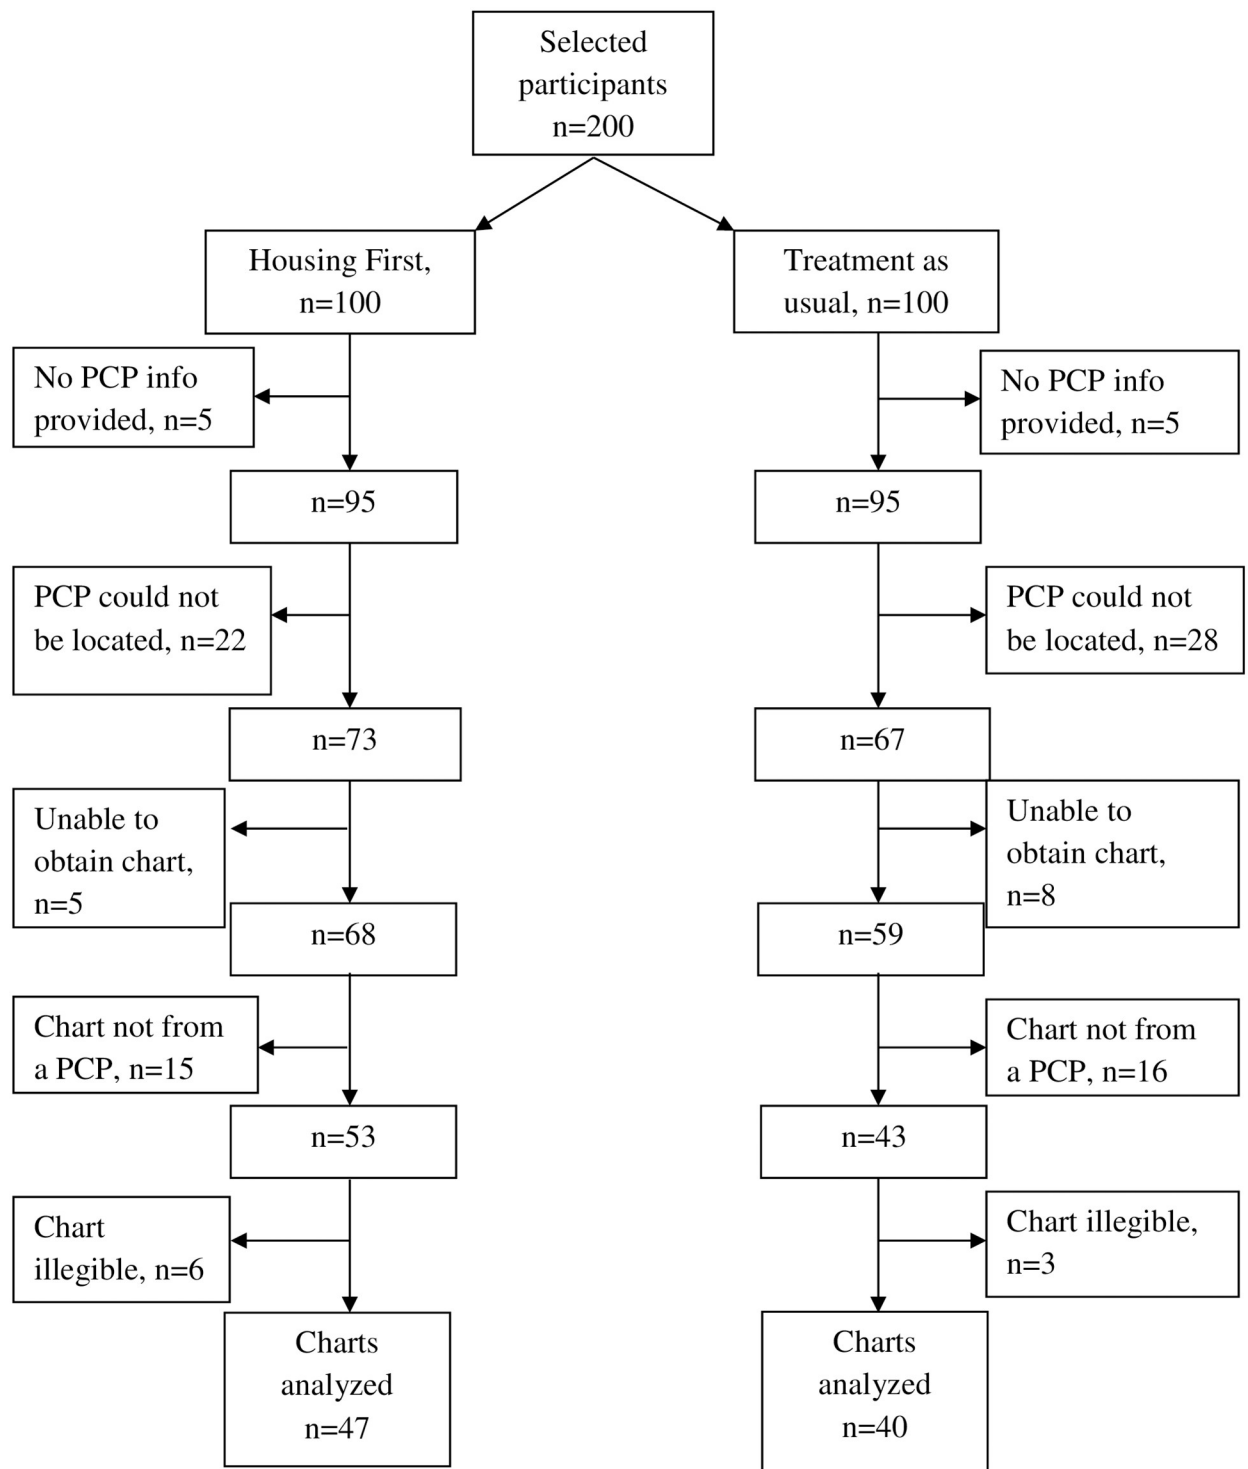 Selected
participants
n=200
Housing First,
n=100
Treatment as
usual, n=100
No PCP info
provided, n=5
No PCP info
provided, n=5
n=95
n=95
PCP could not
be located, n=22
PCP could not
be located, n=28
n=73
n=67
Unable to
obtain chart,
n=5
Unable to
obtain chart,
n=8
n=68
n=59
Chart not from
a PCP, n=15
Chart not from
a PCP, n=16
n=53
n=43
Chart
illegible, n=6
Chart illegible,
n=3
Charts
analyzed
n=47
Charts
analyzed
n=40